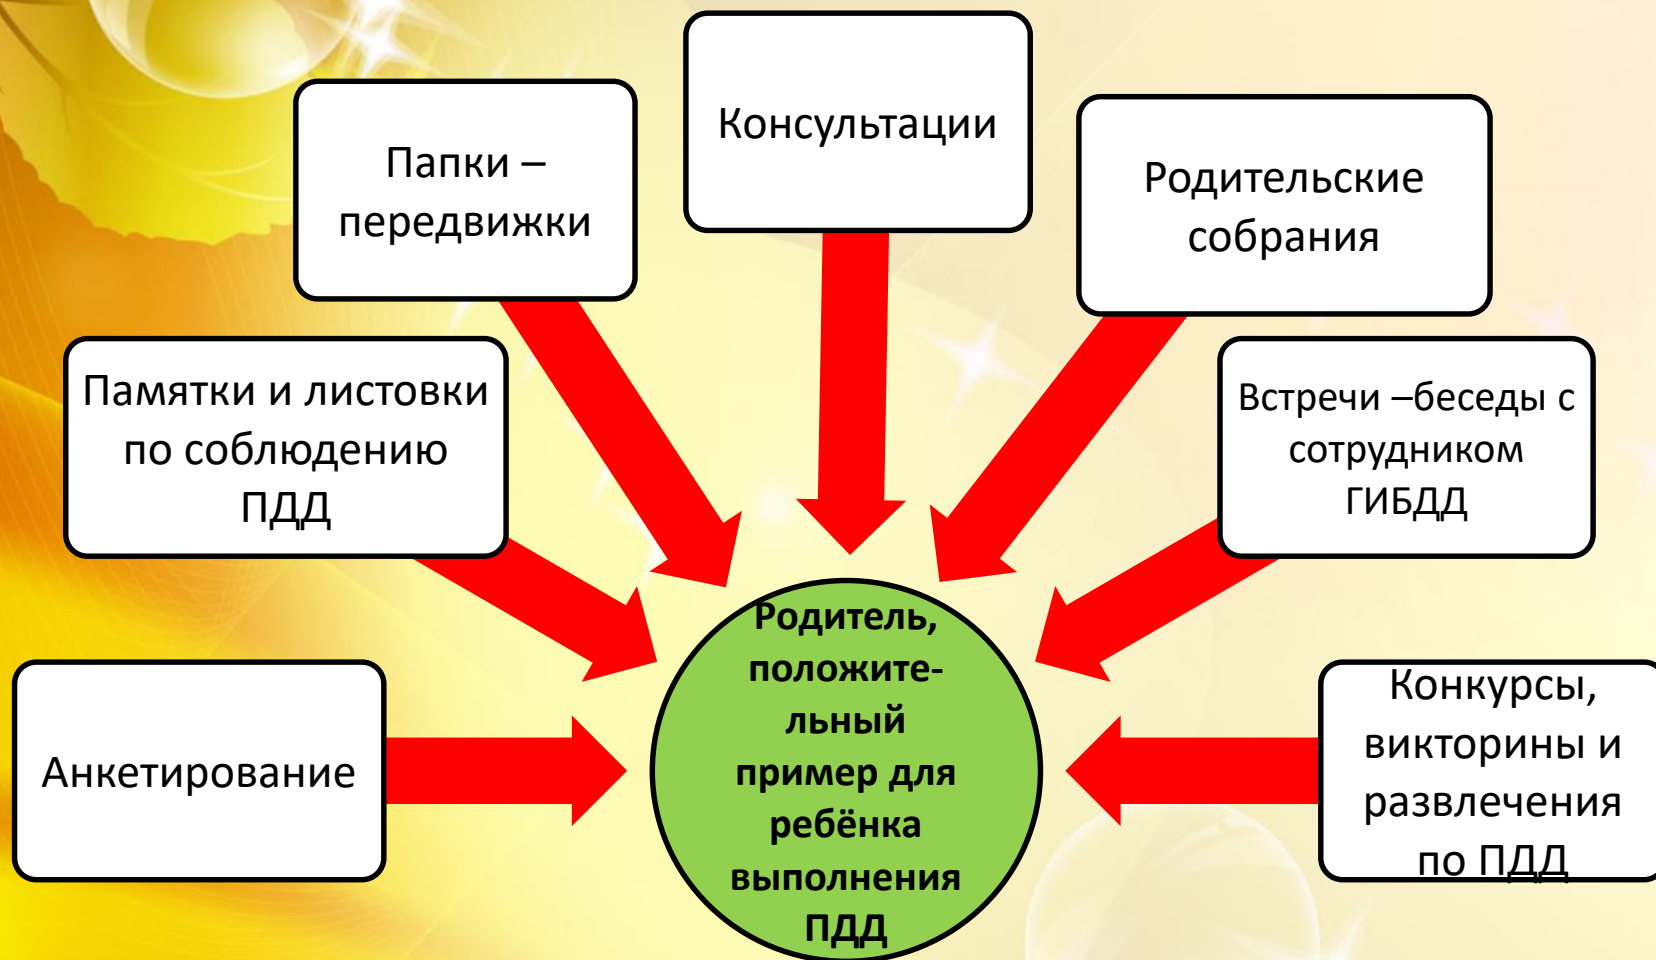 Консультации
Папки –
передвижки
Родительские
собрания
Памятки и листовки
по соблюдению
ПДД
Встречи –беседы с
сотрудником
ГИБДД
Анкетирование
Родитель,
положите-
льный
пример для
ребёнка
выполнения
ПДД
Конкурсы,
викторины и
развлечения
по ПДД